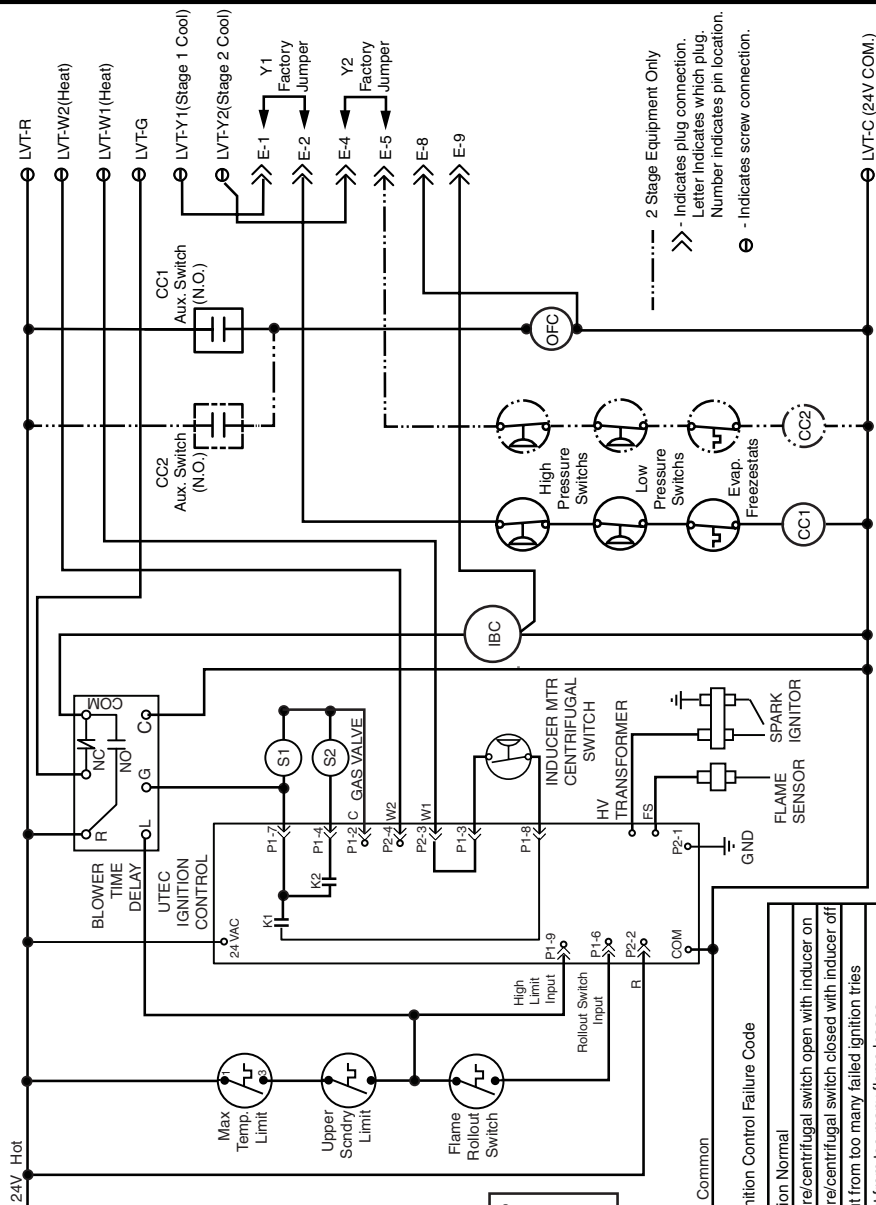 24V Hot
LVT-R
LVT-W2(Heat)
LVT-W1(Heat)
LVT-G
LVT-Y1(Stage 1 Cool)
LVT-Y2(Stage 2 Cool)
Y1
Factory
Jumper
Y2
Factory
Jumper
E-1
E-2
E-4
E-5
E-8
E-9
CC1
Aux. Switch
(N.O.)
CC2
Aux. Switch
(N.O.)
OFC
2 Stage Equipment Only
- Indicates plug connection.
Letter Indicates which plug.
Number indicates pin location.
- Indicates screw connection.
LVT-C (24V COM.)
High
Pressure
Switchs
Low
Pressure
Switchs
Evap.
Freezestats
CC1
CC2
IBC
COM
NC
NO
R
C
G
L
BLOWER
TIME
DELAY
UTEC
IGNITION
CONTROL
24 VAC
K1
K2
P1-7
P1-4
P1-2
C
P2-4
W2
P2-3
W1
P1-3
P1-8
S1
S2
GAS VALVE
INDUCER MTR
CENTRIFUGAL
SWITCH
HV
TRANSFORMER
FS
SPARK
IGNITOR
FLAME
SENSOR
P2-1
GND
P1-9
P1-6
P2-2
COM
High
Limit
Input
Rollout Switch
Input
R
1
3
Max
Temp.
Limit
Upper
Scndry
Limit
Flame
Rollout
Switch
Common
nition Control Failure Code
ion Normal
re/centrifugal switch open with inducer on
re/centrifugal switch closed with inducer off
ut from too many failed ignition tries